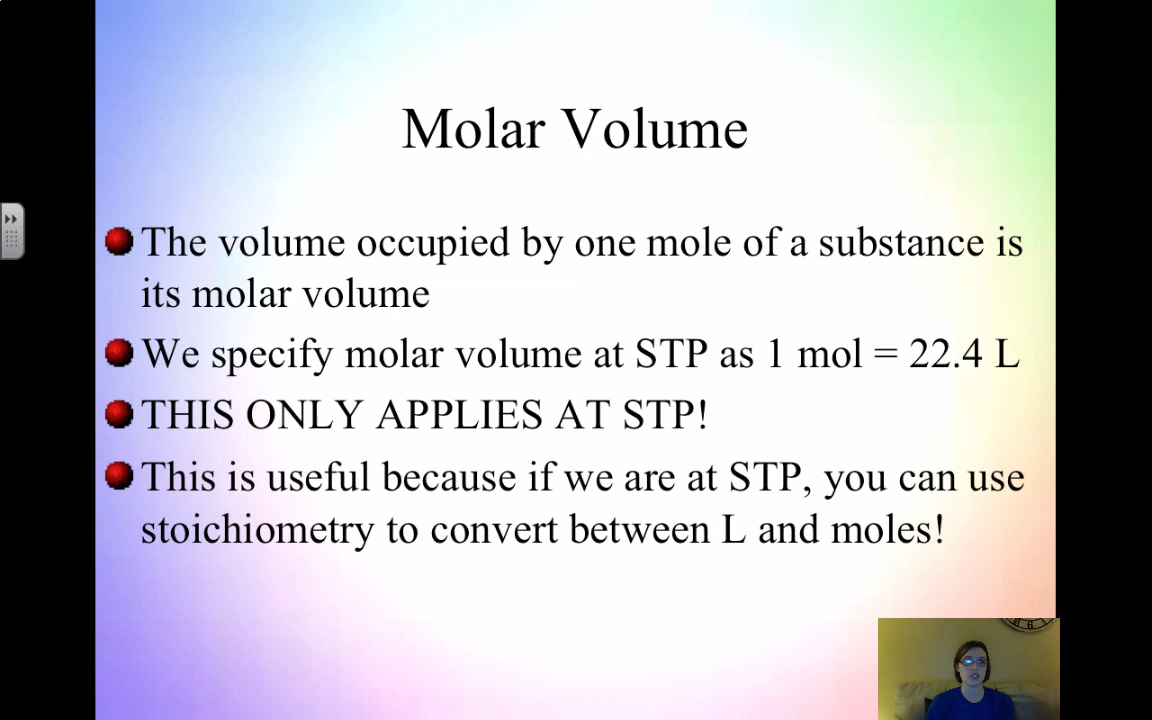 Molar Volume
The volume occupied by one mole of a substance is
its molar volume
We specify molar volume at STP as 1 mol = 22.4 L
THIS ONLY APPLIES AT STP!
This is useful because if we are at STP, you can use
stoichiometry to convert between L and moles!